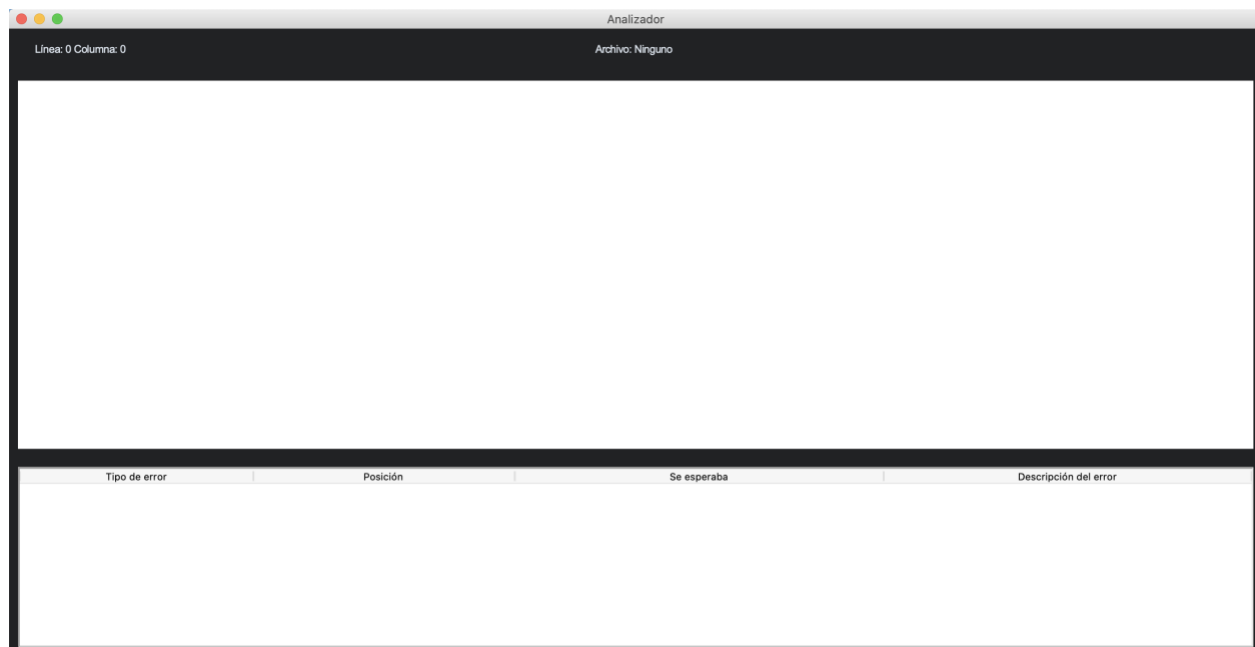 Analizador
Línea: 0 Columna: 0
Archivo: Ninguno
Tipo de error
Posición
Se esperaba
Descripción del error